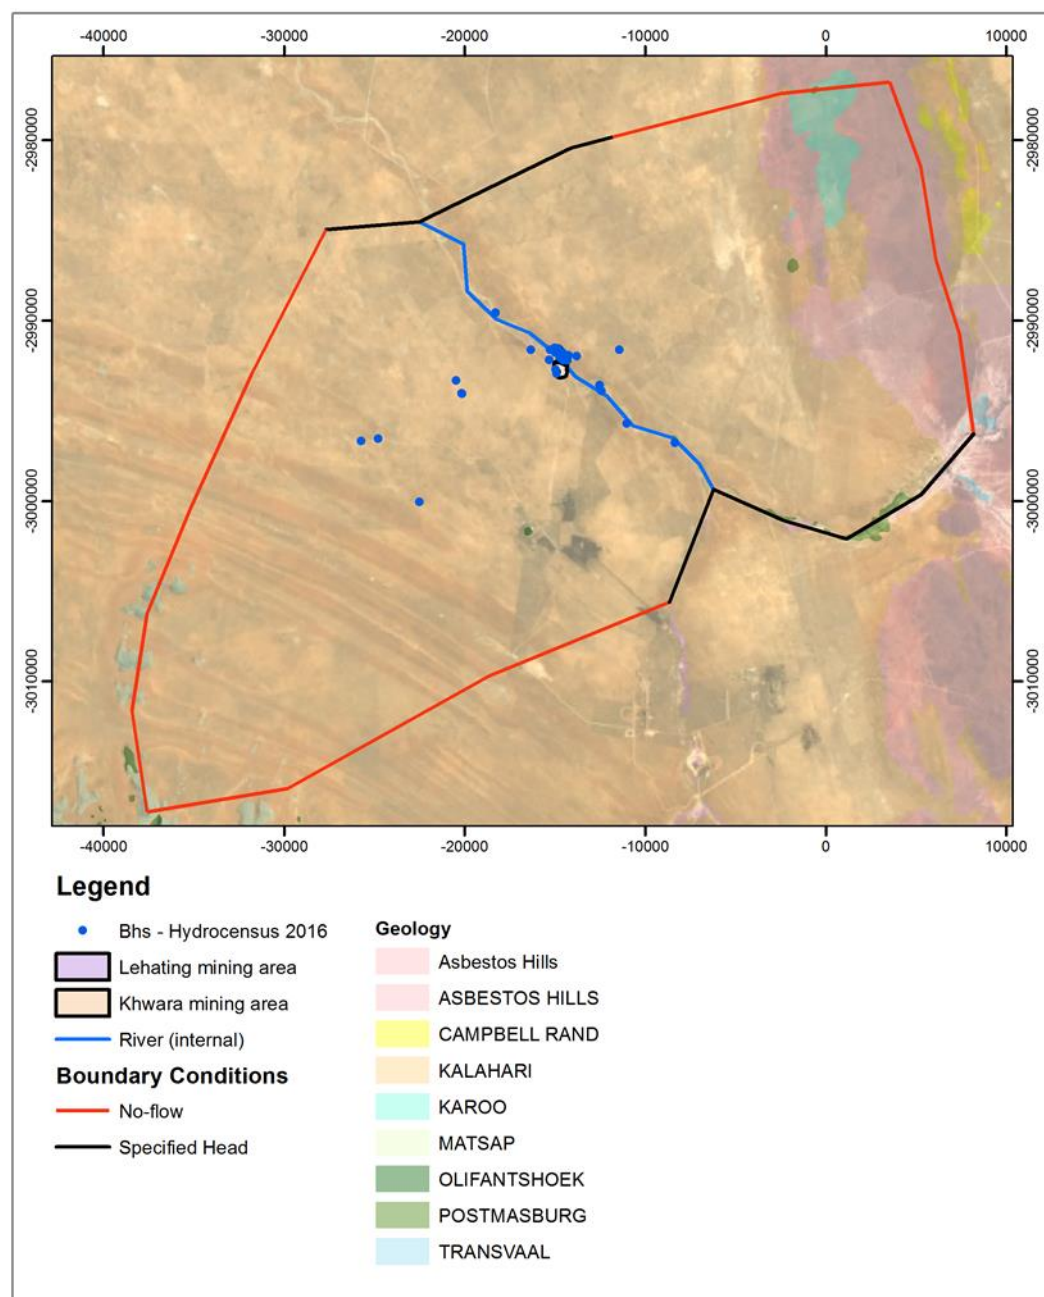 -40000 -30000 -20000 -10000 0 10000
-2980000 -2980000
-2990000 -2990000
-3000000 -3000000
-3010000 -3010000
-40000 -30000 -20000 -10000 0 10000
Legend
Bhs - Hydrocensus 2016
Lehating mining area
Khwara mining area
River (internal)
Boundary Conditions
No-flow
Specified Head
Geology
Asbestos Hills
ASBESTOS HILLS
CAMPBELL RAND
KALAHARI
KAROO
MATSAP
OLIFANTSHOEK
POSTMASBURG
TRANSVAAL